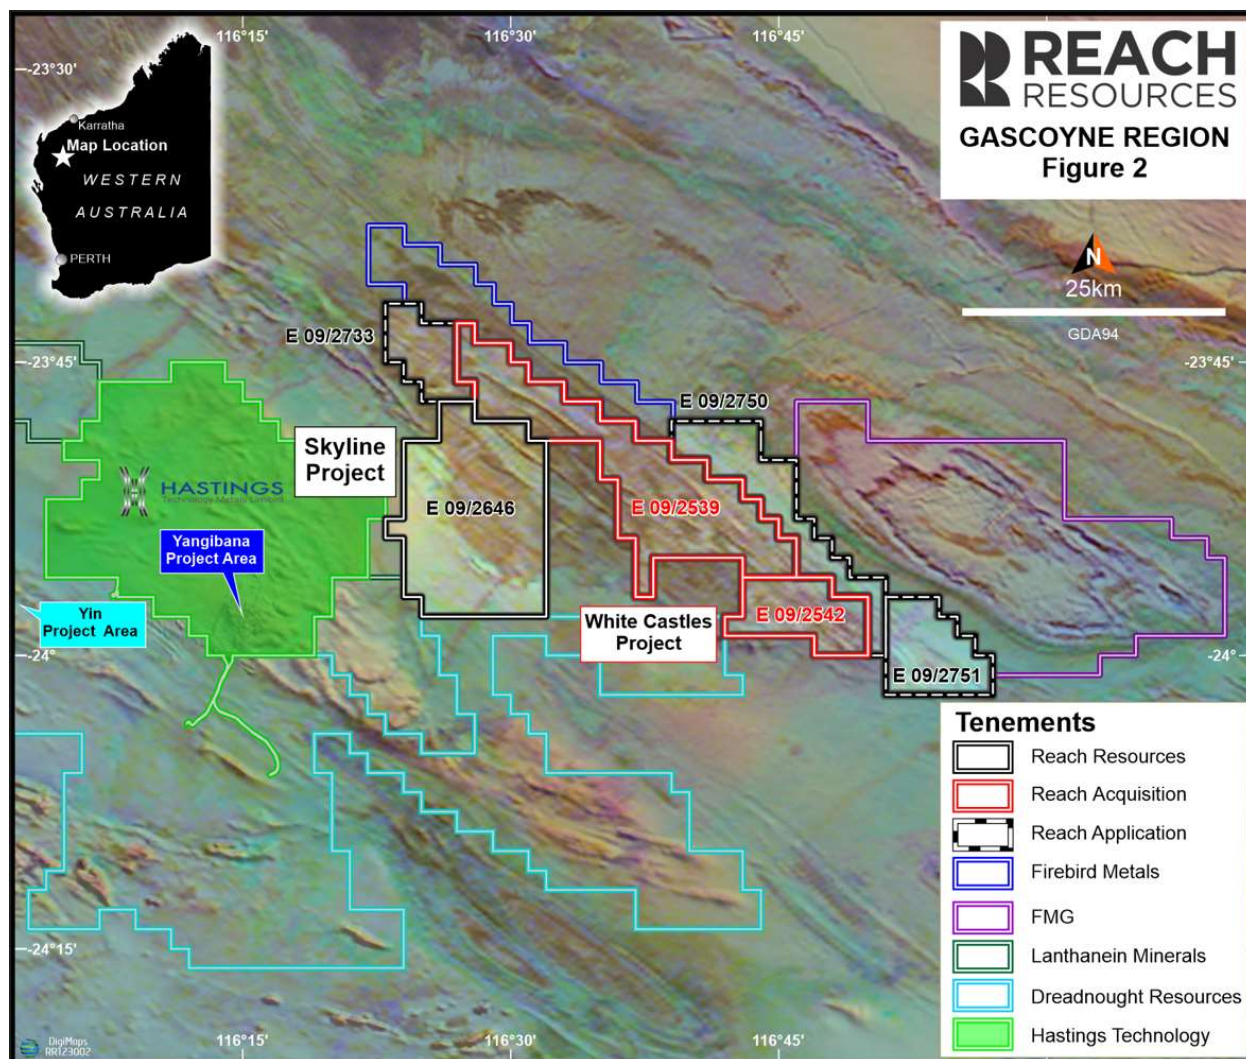 116°15'
116°30'
116°45'
-23°30'
Karratha
Map Location
WESTERN
AUSTRALIA
PERTH
REACH
RESOURCES
GASCOYNE REGION
Figure 2
N
25km
GDA94
E 09/2733
-23°45'
-23°45'
E 09/2750
Skyline
Project
HASTINGS
Technology Metals Limited
E 09/2646
E 09/2539
Yangibana
Project Area
Yin
Project Area
White Castles
Project
E 09/2542
-24°
-24°
E 09/2751
Tenements
Reach Resources
Reach Acquisition
Reach Application
Firebird Metals
FMG
Lanthanein Minerals
Dreadnought Resources
Hastings Technology
-24°15'
116°15'
116°30'
116°45'
DigiMaps
RR123002